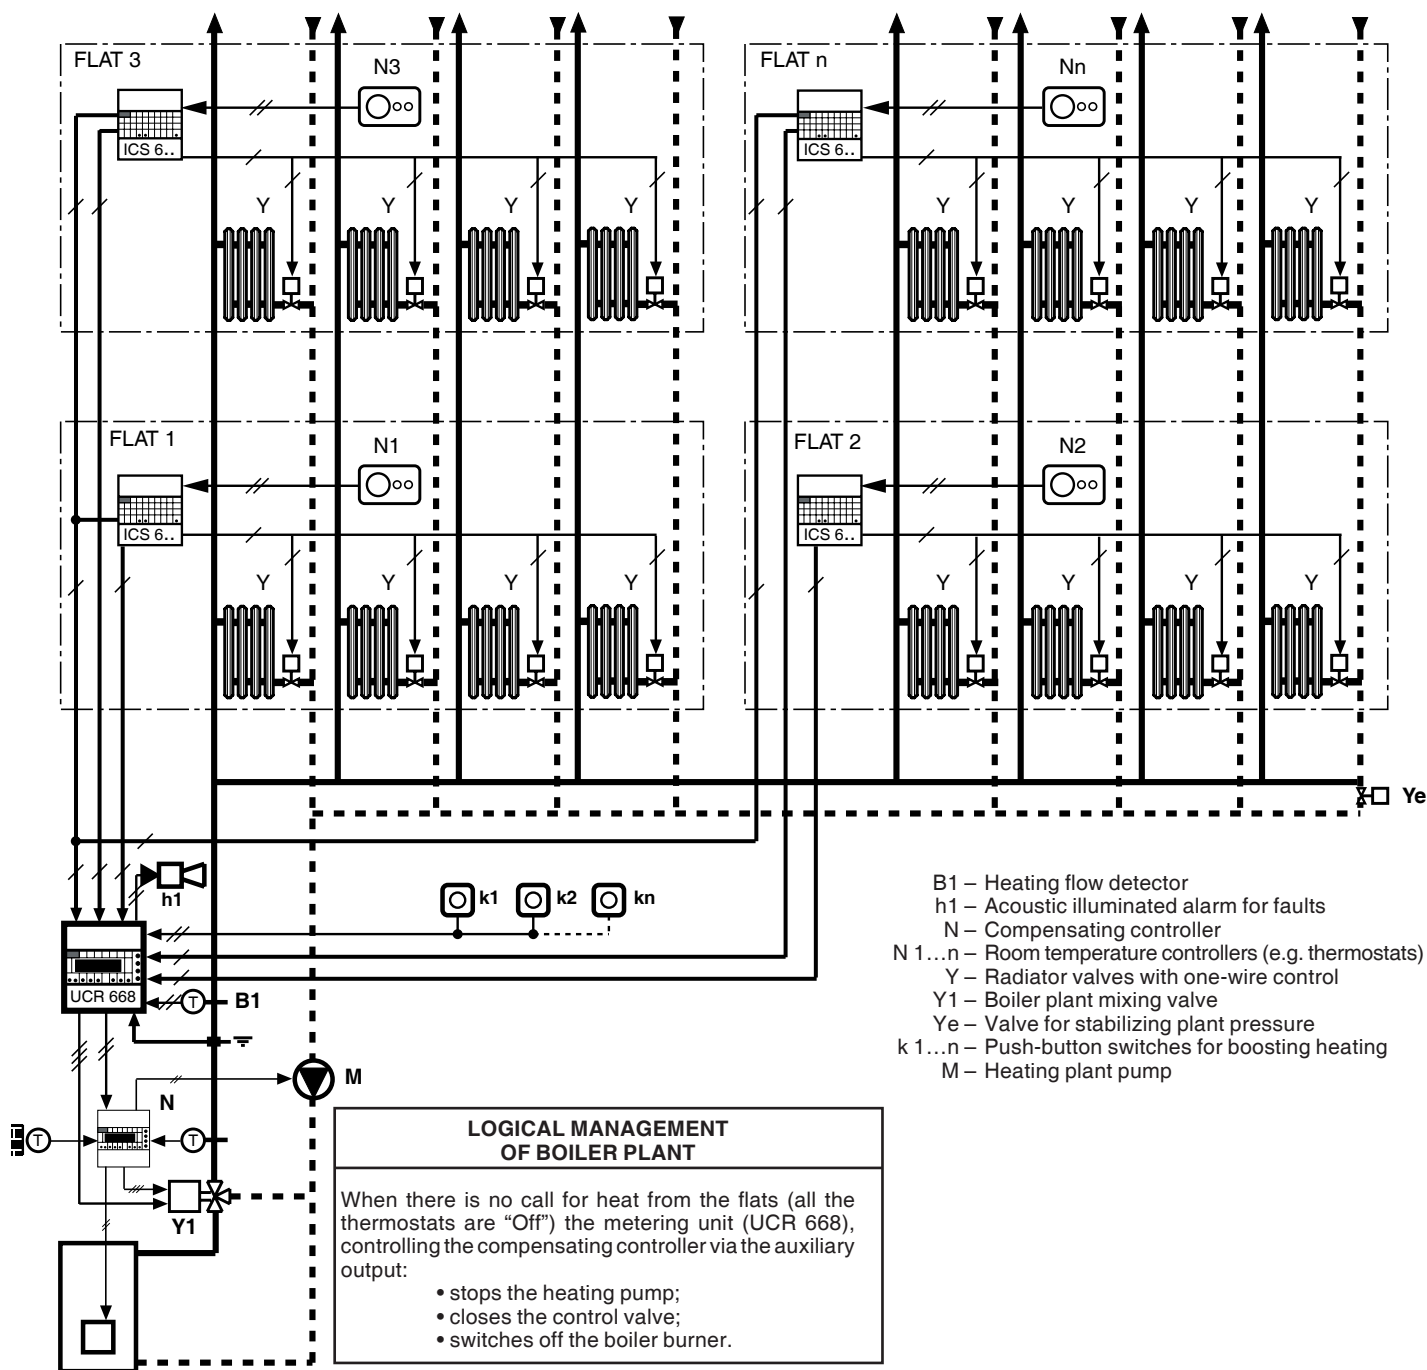 FLAT 3
N3
ICS 6..
Y Y Y Y
FLAT n
Nn
ICS 6..
Y Y Y Y
FLAT 1
N1
ICS 6..
Y Y Y Y
FLAT 2
N2
ICS 6..
Y Y Y Y
Ye
h1
k1 k2 kn
UCR 668
T B1
M
N
T T
Y1
B1 – Heating flow detector
h1 – Acoustic illuminated alarm for faults
N – Compensating controller
N 1...n – Room temperature controllers (e.g. thermostats)
Y – Radiator valves with one-wire control
Y1 – Boiler plant mixing valve
Ye – Valve for stabilizing plant pressure
k 1...n – Push-button switches for boosting heating
M – Heating plant pump
LOGICAL MANAGEMENT
OF BOILER PLANT
When there is no call for heat from the flats (all the
thermostats are “Off”) the metering unit (UCR 668),
controlling the compensating controller via the auxiliary
output:
• stops the heating pump;
• closes the control valve;
• switches off the boiler burner.